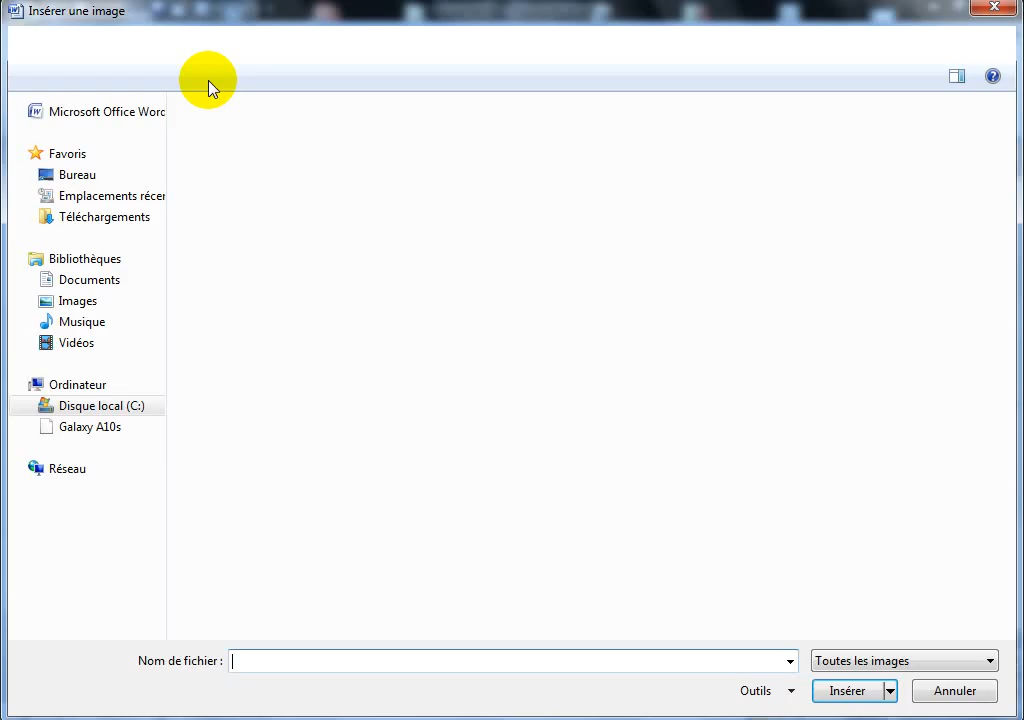 Insérer une image
Microsoft Office Word
Favoris
Bureau
Emplacements récer
Téléchargements
Bibliothèques
Documents
Images
Musique
Vidéos
Ordinateur
Disque local (C:)
Galaxy A10s
Réseau
Nom de fichier :
Toutes les images
Outils
Insérer
Annuler